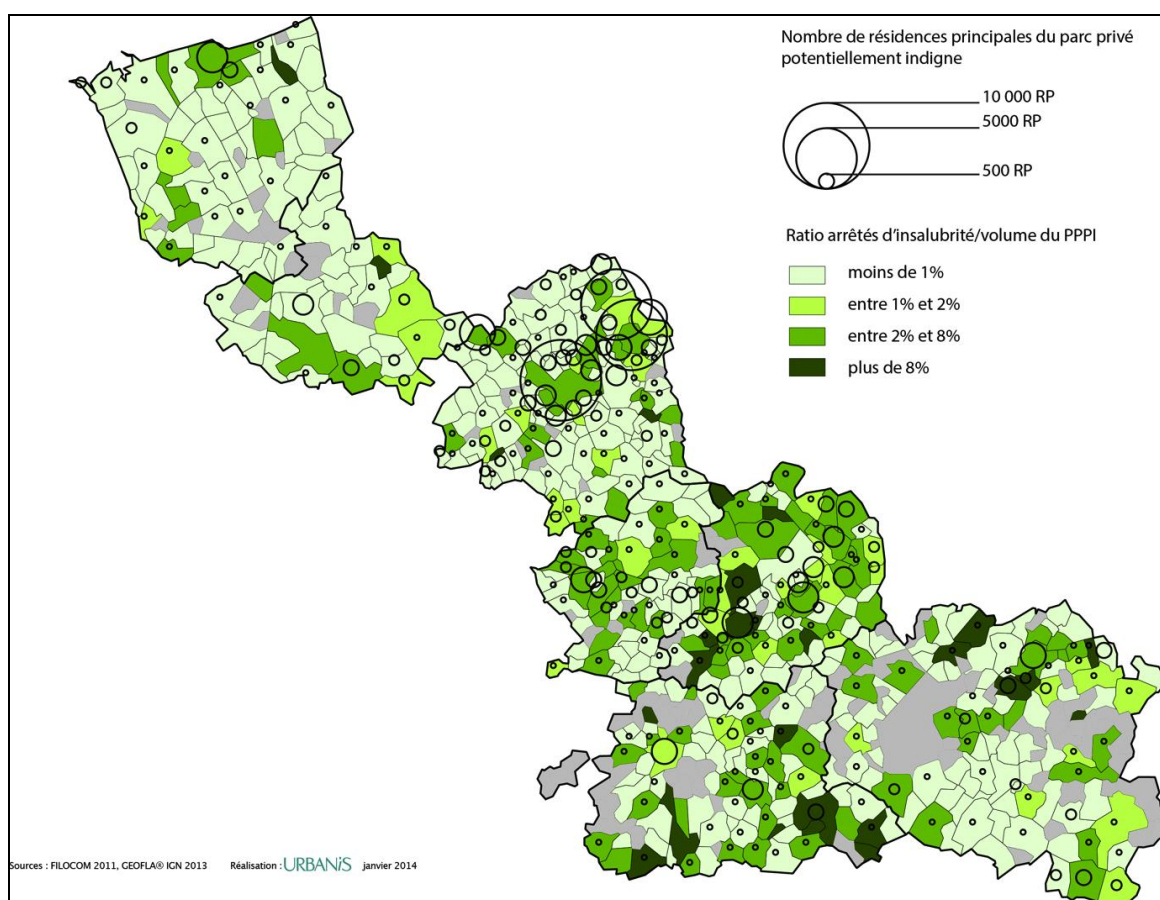 Nombre de résidences principales du parc privé
potentiellement indigne
10 000 RP
5000 RP
500 RP
Ratio arrêtés d’insalubrité/volume du PPPI
moins de 1%
entre 1% et 2%
entre 2% et 8%
plus de 8%
Sources : FILOCOM 2011, GEOFLA® IGN 2013 Réalisation : URBANiS janvier 2014